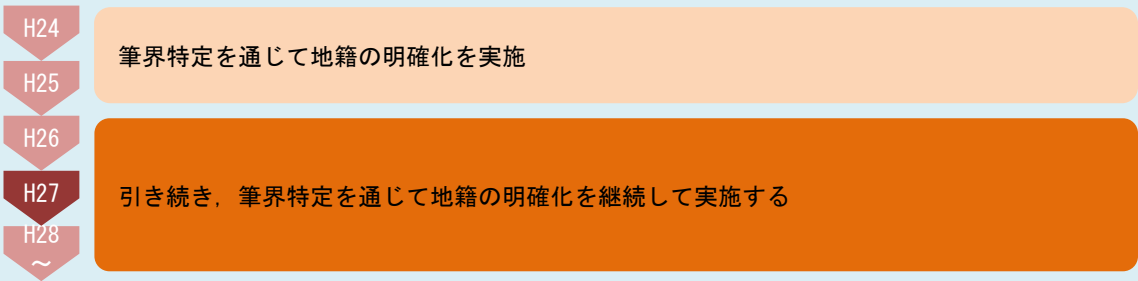 H24
筆界特定を通じて地籍の明確化を実施
H25
H26
H27
引き続き，筆界特定を通じて地籍の明確化を継続して実施する
H28
～